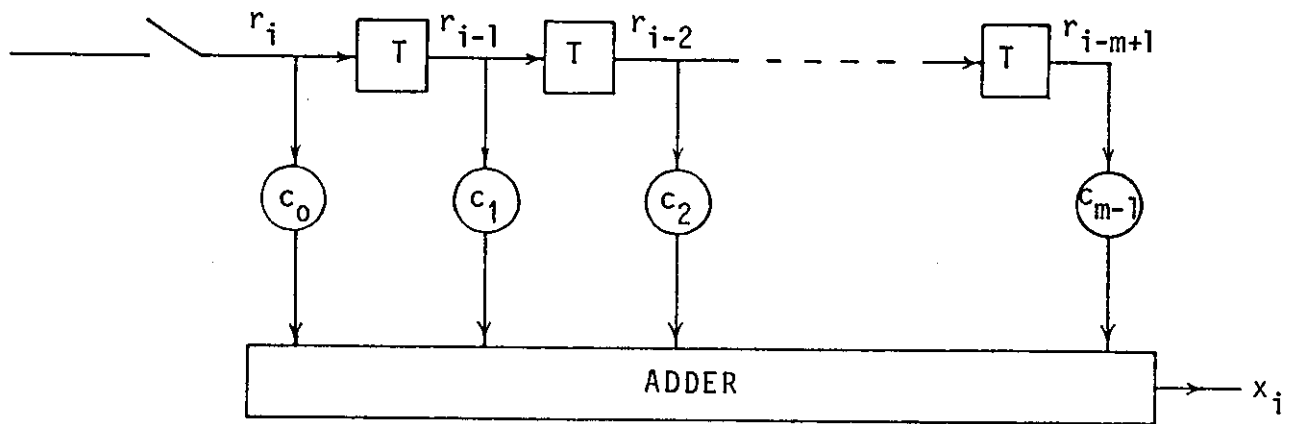 r_i r_{i-1} r_{i-2} r_{i-m+1}
T T T
c_0 c_1 c_2 c_{m-1}
ADDER x_i